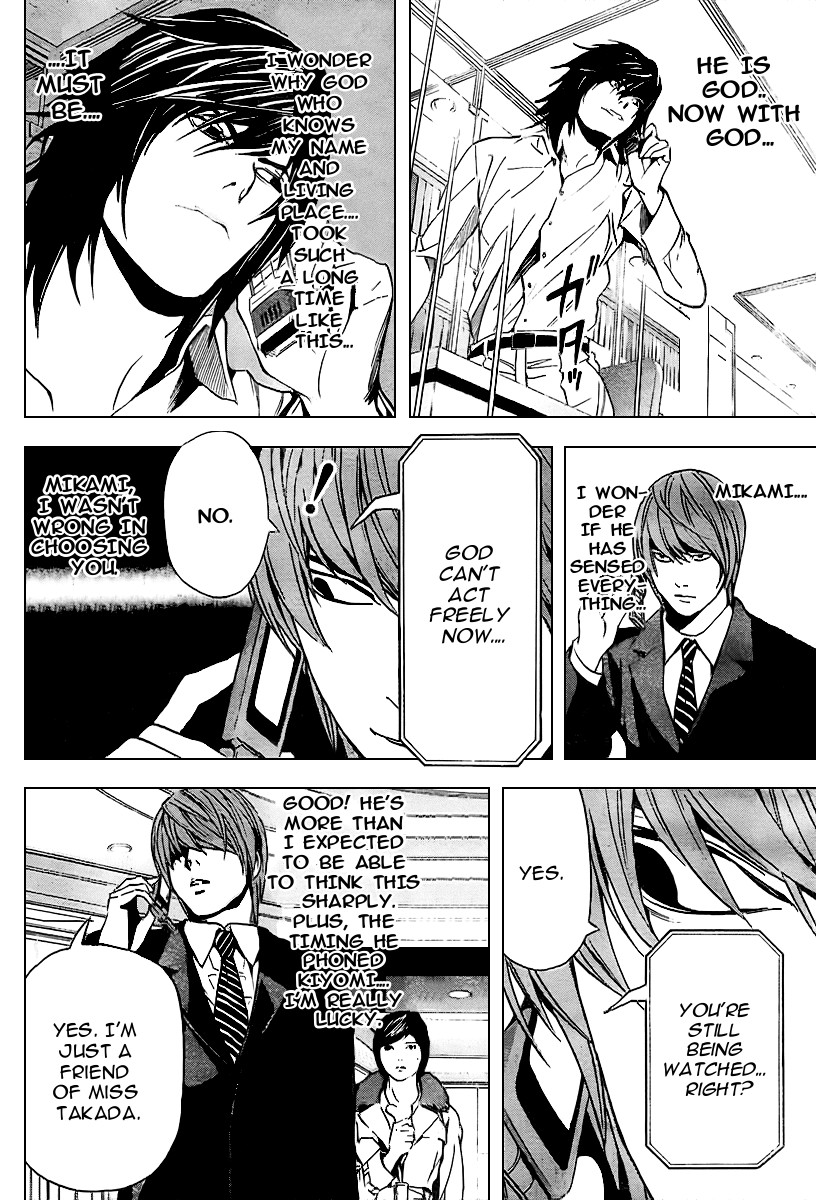 HE IS
GOD..
NOW WITH
GOD...
ガ
タ
I WONDER
WHY GOD
WHO
KNOWS
MY NAME
AND
LIVING
PLACE....
TOOK
SUCH
A LONG
TIME
LIKE
THIS...
....IT
MUST
BE....
MIKAMI....
I WON-
DER
IF HE
HAS
SENSED
EVERY
THING..
GOD
CAN'T
ACT
FREELY
NOW....
!
NO.
MIKAMI,
I WASN'T
WRONG IN
CHOOSING
YOU.
YOU'RE
STILL
BEING
WATCHED...
RIGHT?
YES.
GOOD! HE'S
MORE THAN
I EXPECTED
TO BE ABLE
TO THINK THIS
SHARPLY.
PLUS, THE
TIMING HE
PHONED
KIYOMI....
I'M REALLY
LUCKY.
YES. I'M
JUST A
FRIEND
OF MISS
TAKADA.